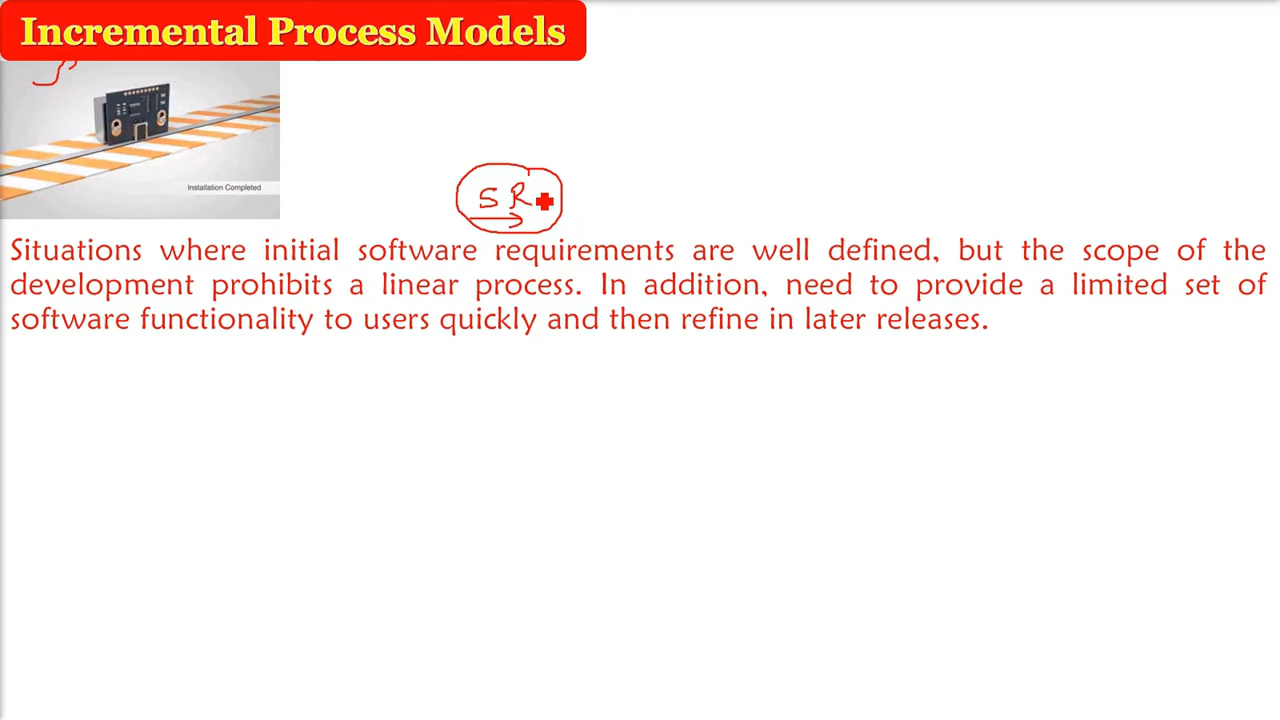 Incremental Process Models
Installation Completed
SR
Situations where initial software requirements are well defined, but the scope of the
development prohibits a linear process. In addition, need to provide a limited set of
software functionality to users quickly and then refine in later releases.